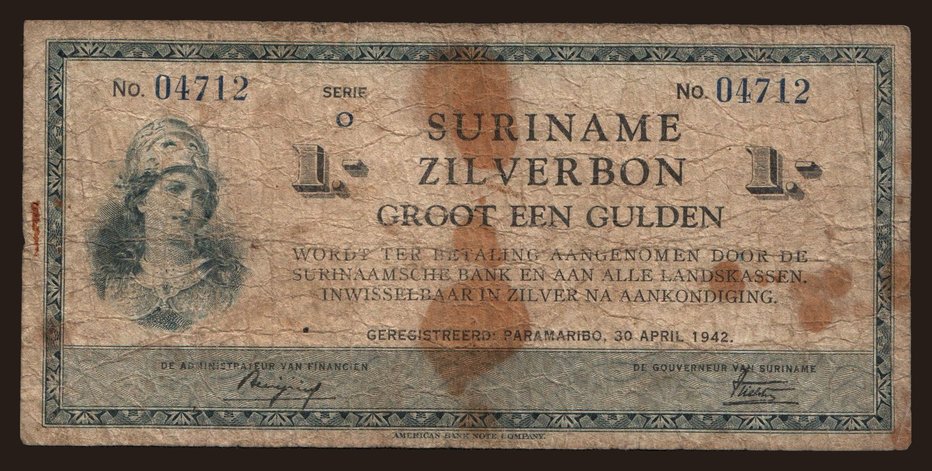 No. 04712
SERIE
O
No. 04712
SURINAME
1.-
ZILVERBON
1.-
GROOT EEN GULDEN
WORDT TER BETALING AANGENOMEN DOOR DE
SURINAAMSCHE BANK EN AAN ALLE LANDSKASSEN.
INWISSELBAAR IN ZILVER NA AANKONDIGING.
GEREGISTREERD: PARAMARIBO, 30 APRIL 1942.
DE ADMINISTRATEUR VAN FINANCIEN
DE GOUVERNEUR VAN SURINAME
AMERICAN BANK NOTE COMPANY.